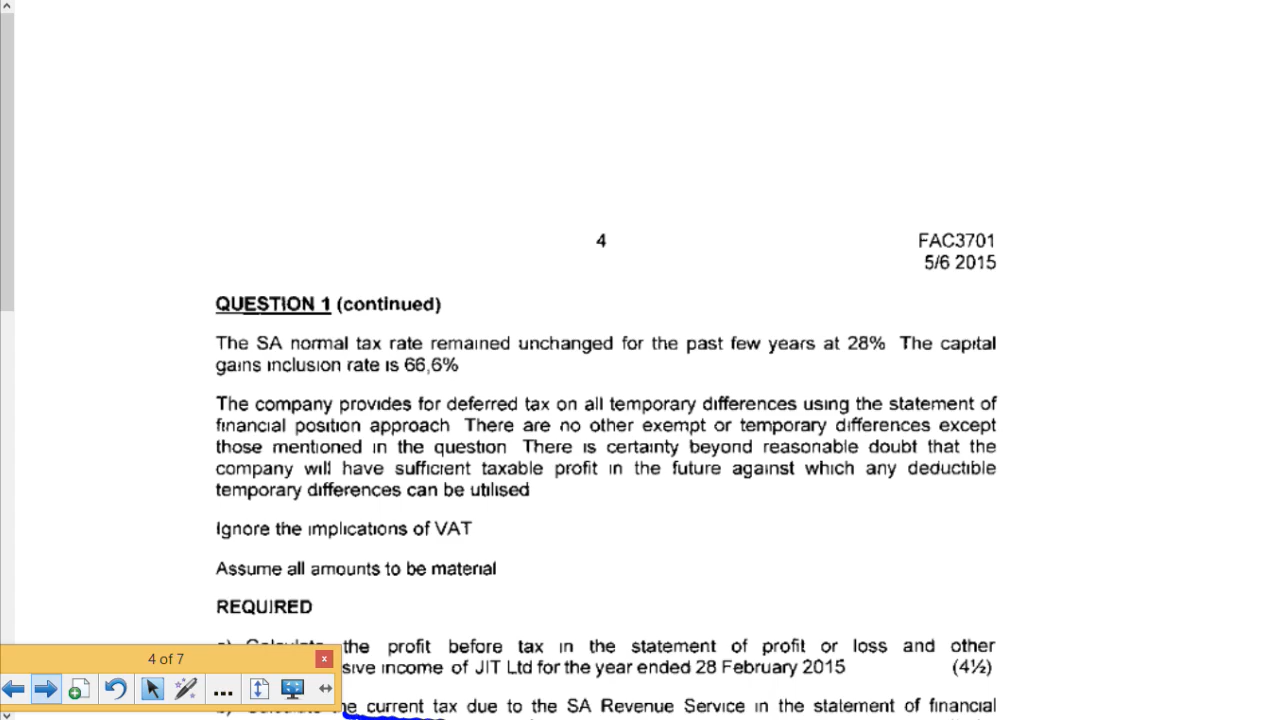 4
FAC3701
5/6 2015
QUESTION 1 (continued)
The SA normal tax rate remained unchanged for the past few years at 28% The capital
gains inclusion rate is 66,6%
The company provides for deferred tax on all temporary differences using the statement of
financial position approach There are no other exempt or temporary differences except
those mentioned in the question There is certainty beyond reasonable doubt that the
company will have sufficient taxable profit in the future against which any deductible
temporary differences can be utilised
Ignore the implications of VAT
Assume all amounts to be material
REQUIRED
the profit before tax in the statement of profit or loss and other
sive income of JIT Ltd for the year ended 28 February 2015 (4½)
current tax due to the SA Revenue Service in the statement of financial
4 of 7